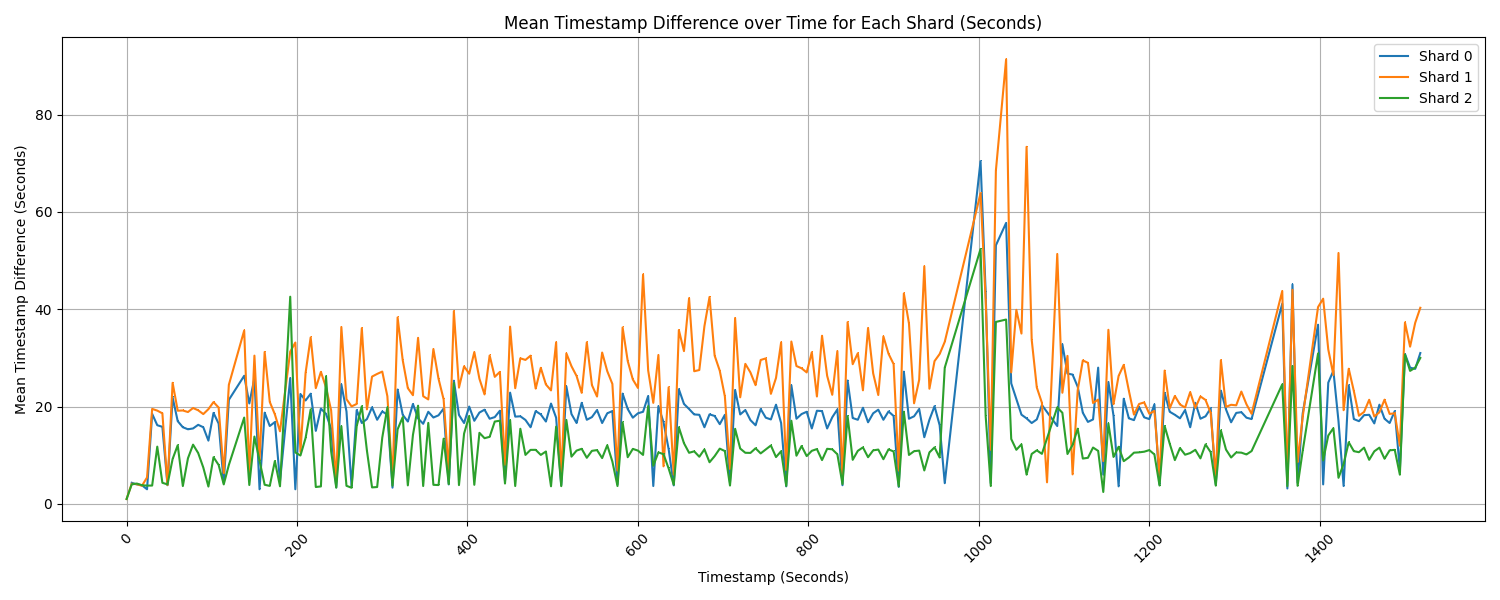 Mean Timestamp Difference over Time for Each Shard (Seconds)
Mean Timestamp Difference (Seconds)
80
60
40
20
0
Shard 0
Shard 1
Shard 2
0
200
400
600
800
1000
1200
1400
Timestamp (Seconds)